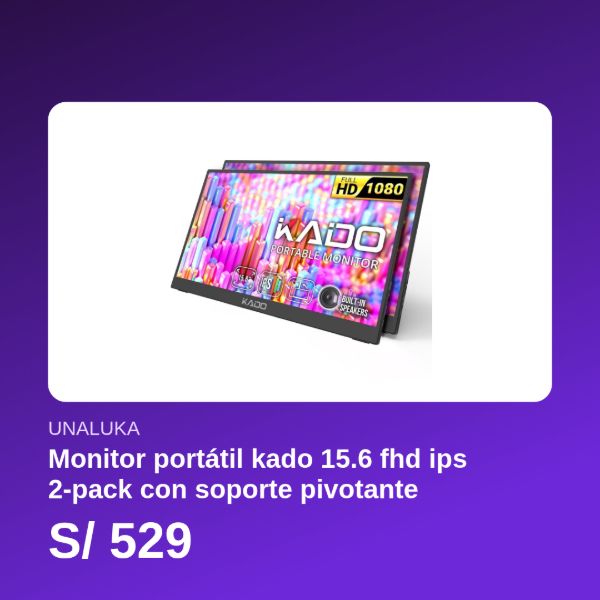 FULL
HD 1080
KADO
PORTABLE MONITOR
BUILT-IN
SPEAKERS
KADO
UNALUKA
Monitor portátil kado 15.6 fhd ips
2-pack con soporte pivotante
S/ 529